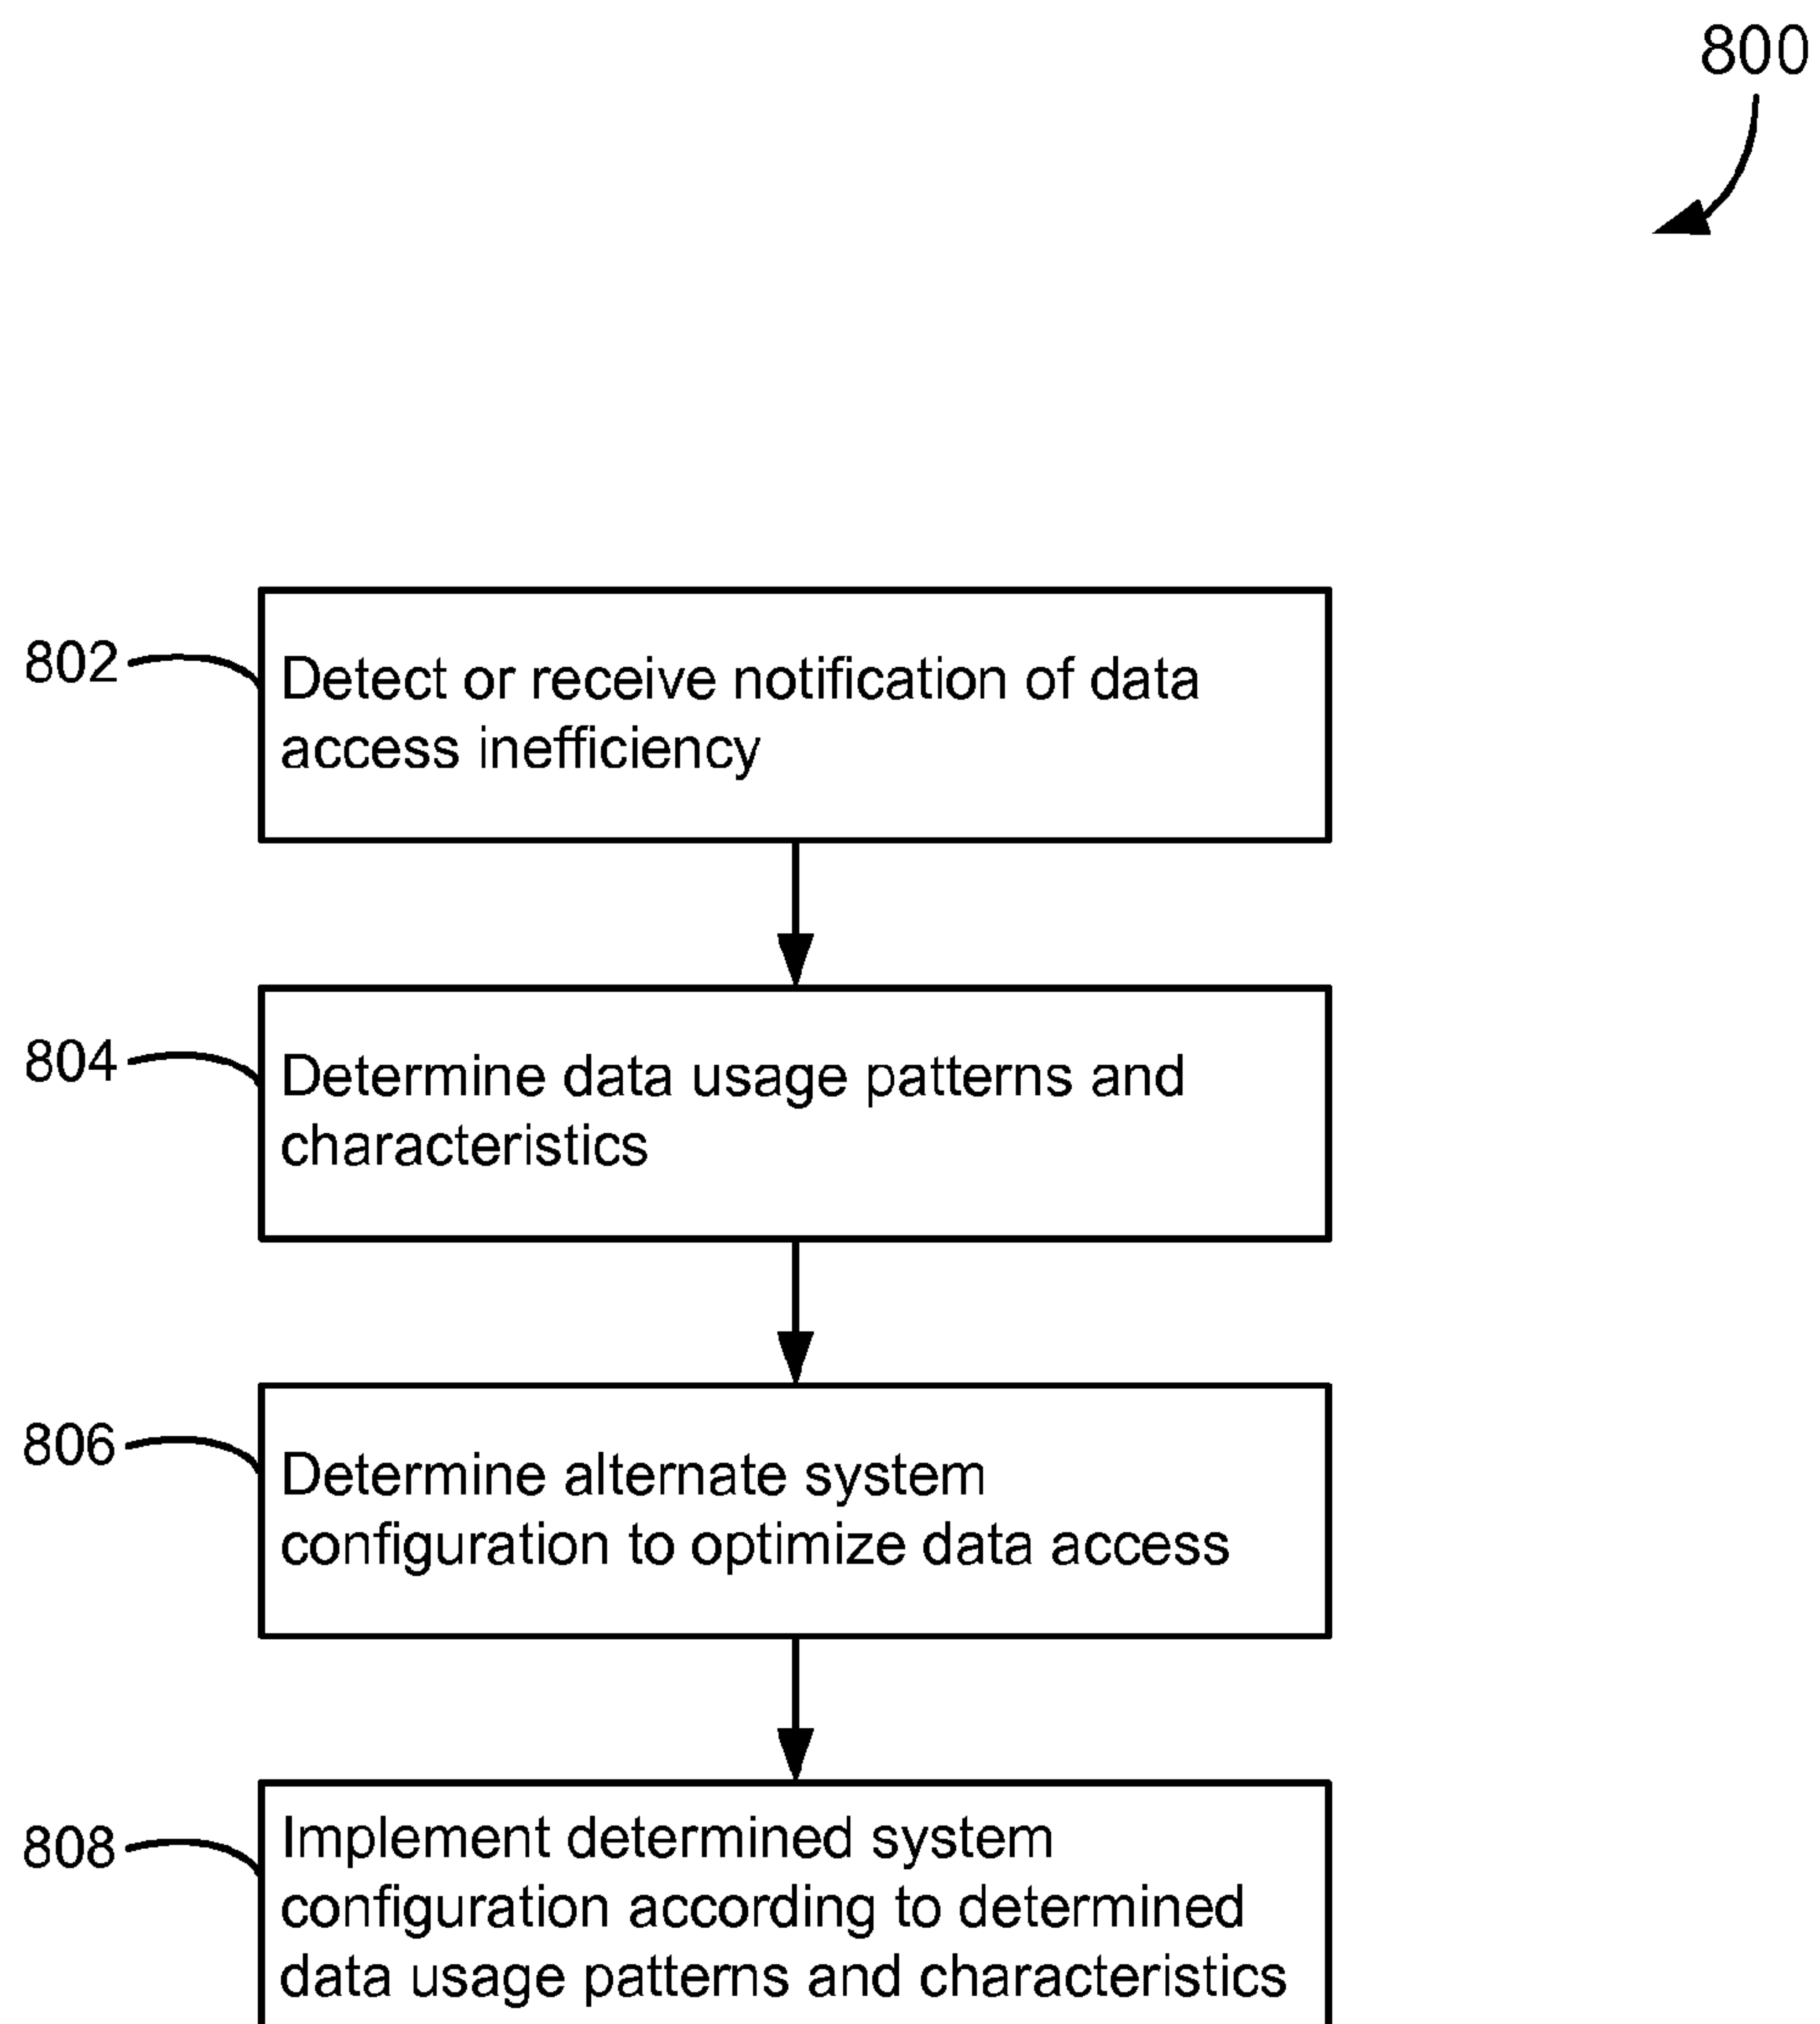 800
802
Detect or receive notification of data
access inefficiency
804
Determine data usage patterns and
characteristics
806
Determine alternate system
configuration to optimize data access
808
Implement determined system
configuration according to determined
data usage patterns and characteristics